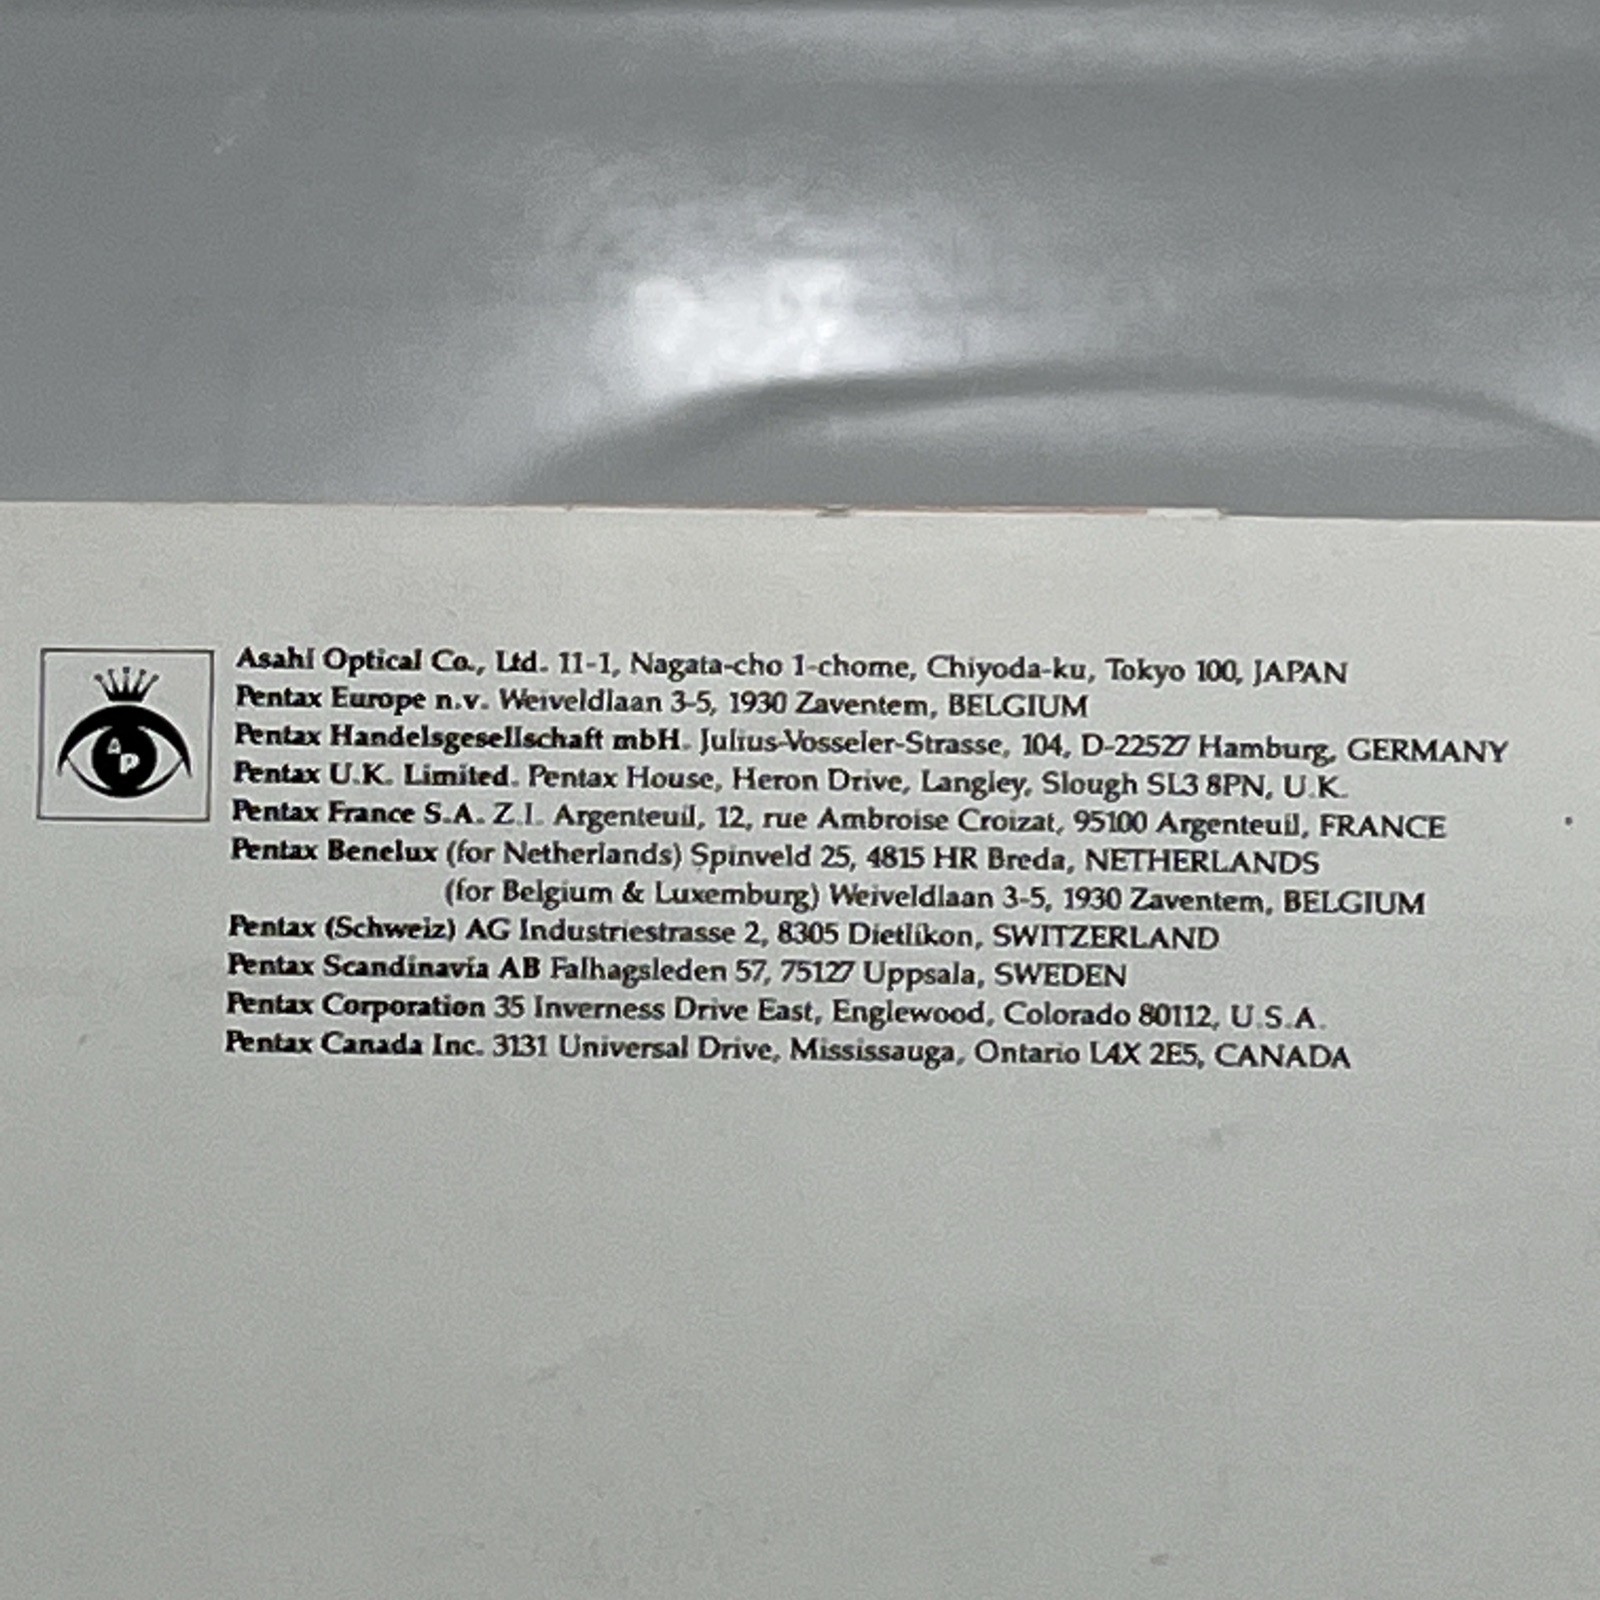 AP
Asahi Optical Co., Ltd. 11-1, Nagata-cho 1-chome, Chiyoda-ku, Tokyo 100, JAPAN
Pentax Europe n.v. Weiveldlaan 3-5, 1930 Zaventem, BELGIUM
Pentax Handelsgesellschaft mbH. Julius-Vosseler-Strasse, 104, D-22527 Hamburg, GERMANY
Pentax U.K. Limited. Pentax House, Heron Drive, Langley, Slough SL3 8PN, U.K.
Pentax France S.A. Z.I. Argenteuil, 12, rue Ambroise Croizat, 95100 Argenteuil, FRANCE
Pentax Benelux (for Netherlands) Spinveld 25, 4815 HR Breda, NETHERLANDS
(for Belgium & Luxemburg) Weiveldlaan 3-5, 1930 Zaventem, BELGIUM
Pentax (Schweiz) AG Industriestrasse 2, 8305 Dietlikon, SWITZERLAND
Pentax Scandinavia AB Falhagsleden 57, 75127 Uppsala, SWEDEN
Pentax Corporation 35 Inverness Drive East, Englewood, Colorado 80112, U.S.A.
Pentax Canada Inc. 3131 Universal Drive, Mississauga, Ontario L4X 2E5, CANADA